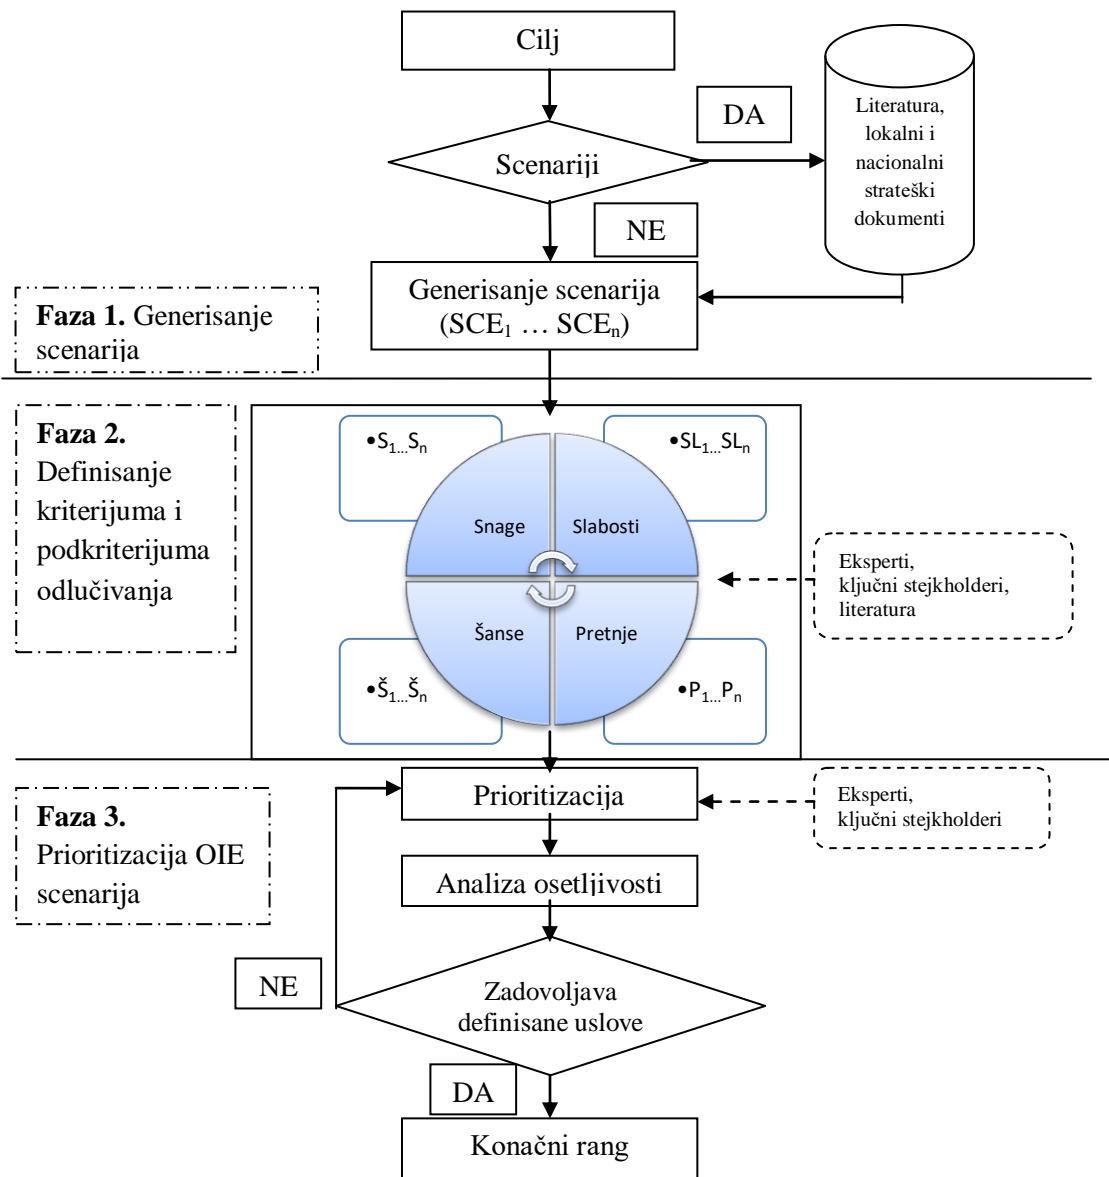 Cilj
DA
Literatura,
lokalni i
nacionalni
strateški
dokumenti
Scenariji
NE
Generisanje scenarija
(SCE₁ … SCEₙ)
Faza 1. Generisanje
scenarija
Faza 2.
Definisanje
kriterijuma i
podkriterijuma
odlučivanja
•S₁…Sₙ
•SL₁…SLₙ
Snage
Slabosti
Šanse
Pretnje
•Š₁…Šₙ
•P₁…Pₙ
Eksperti,
ključni stejkholderi,
literatura
Faza 3.
Prioritizacija OIE
scenarija
Prioritizacija
Eksperti,
ključni stejkholderi
Analiza osetljivosti
NE
Zadovoljava
definisane uslove
DA
Konačni rang